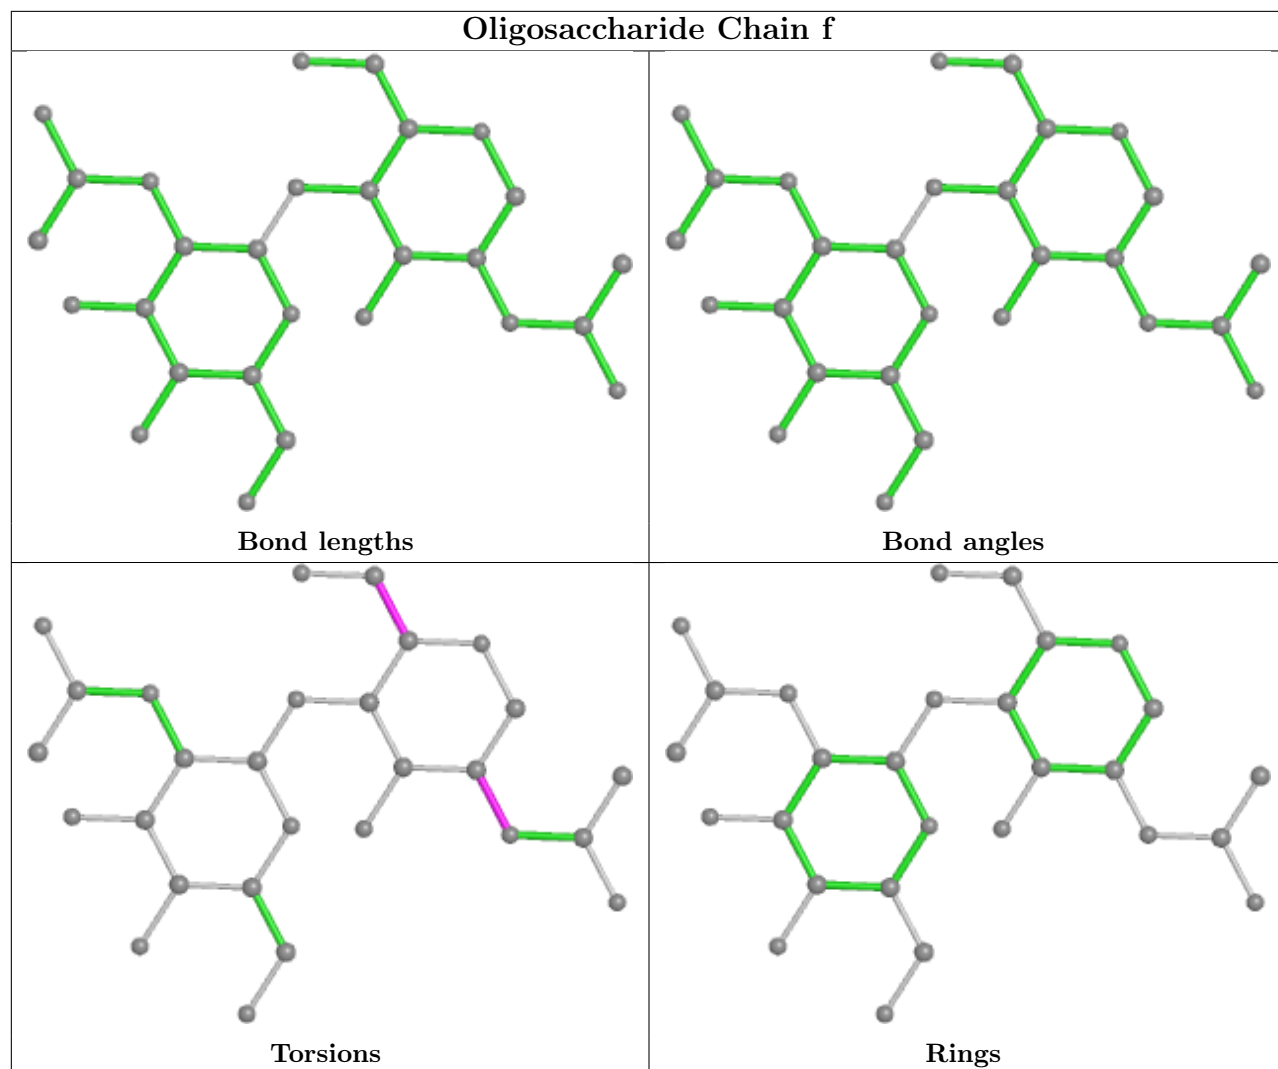 Oligosaccharide Chain f
Bond lengths
Bond angles
Torsions
Rings